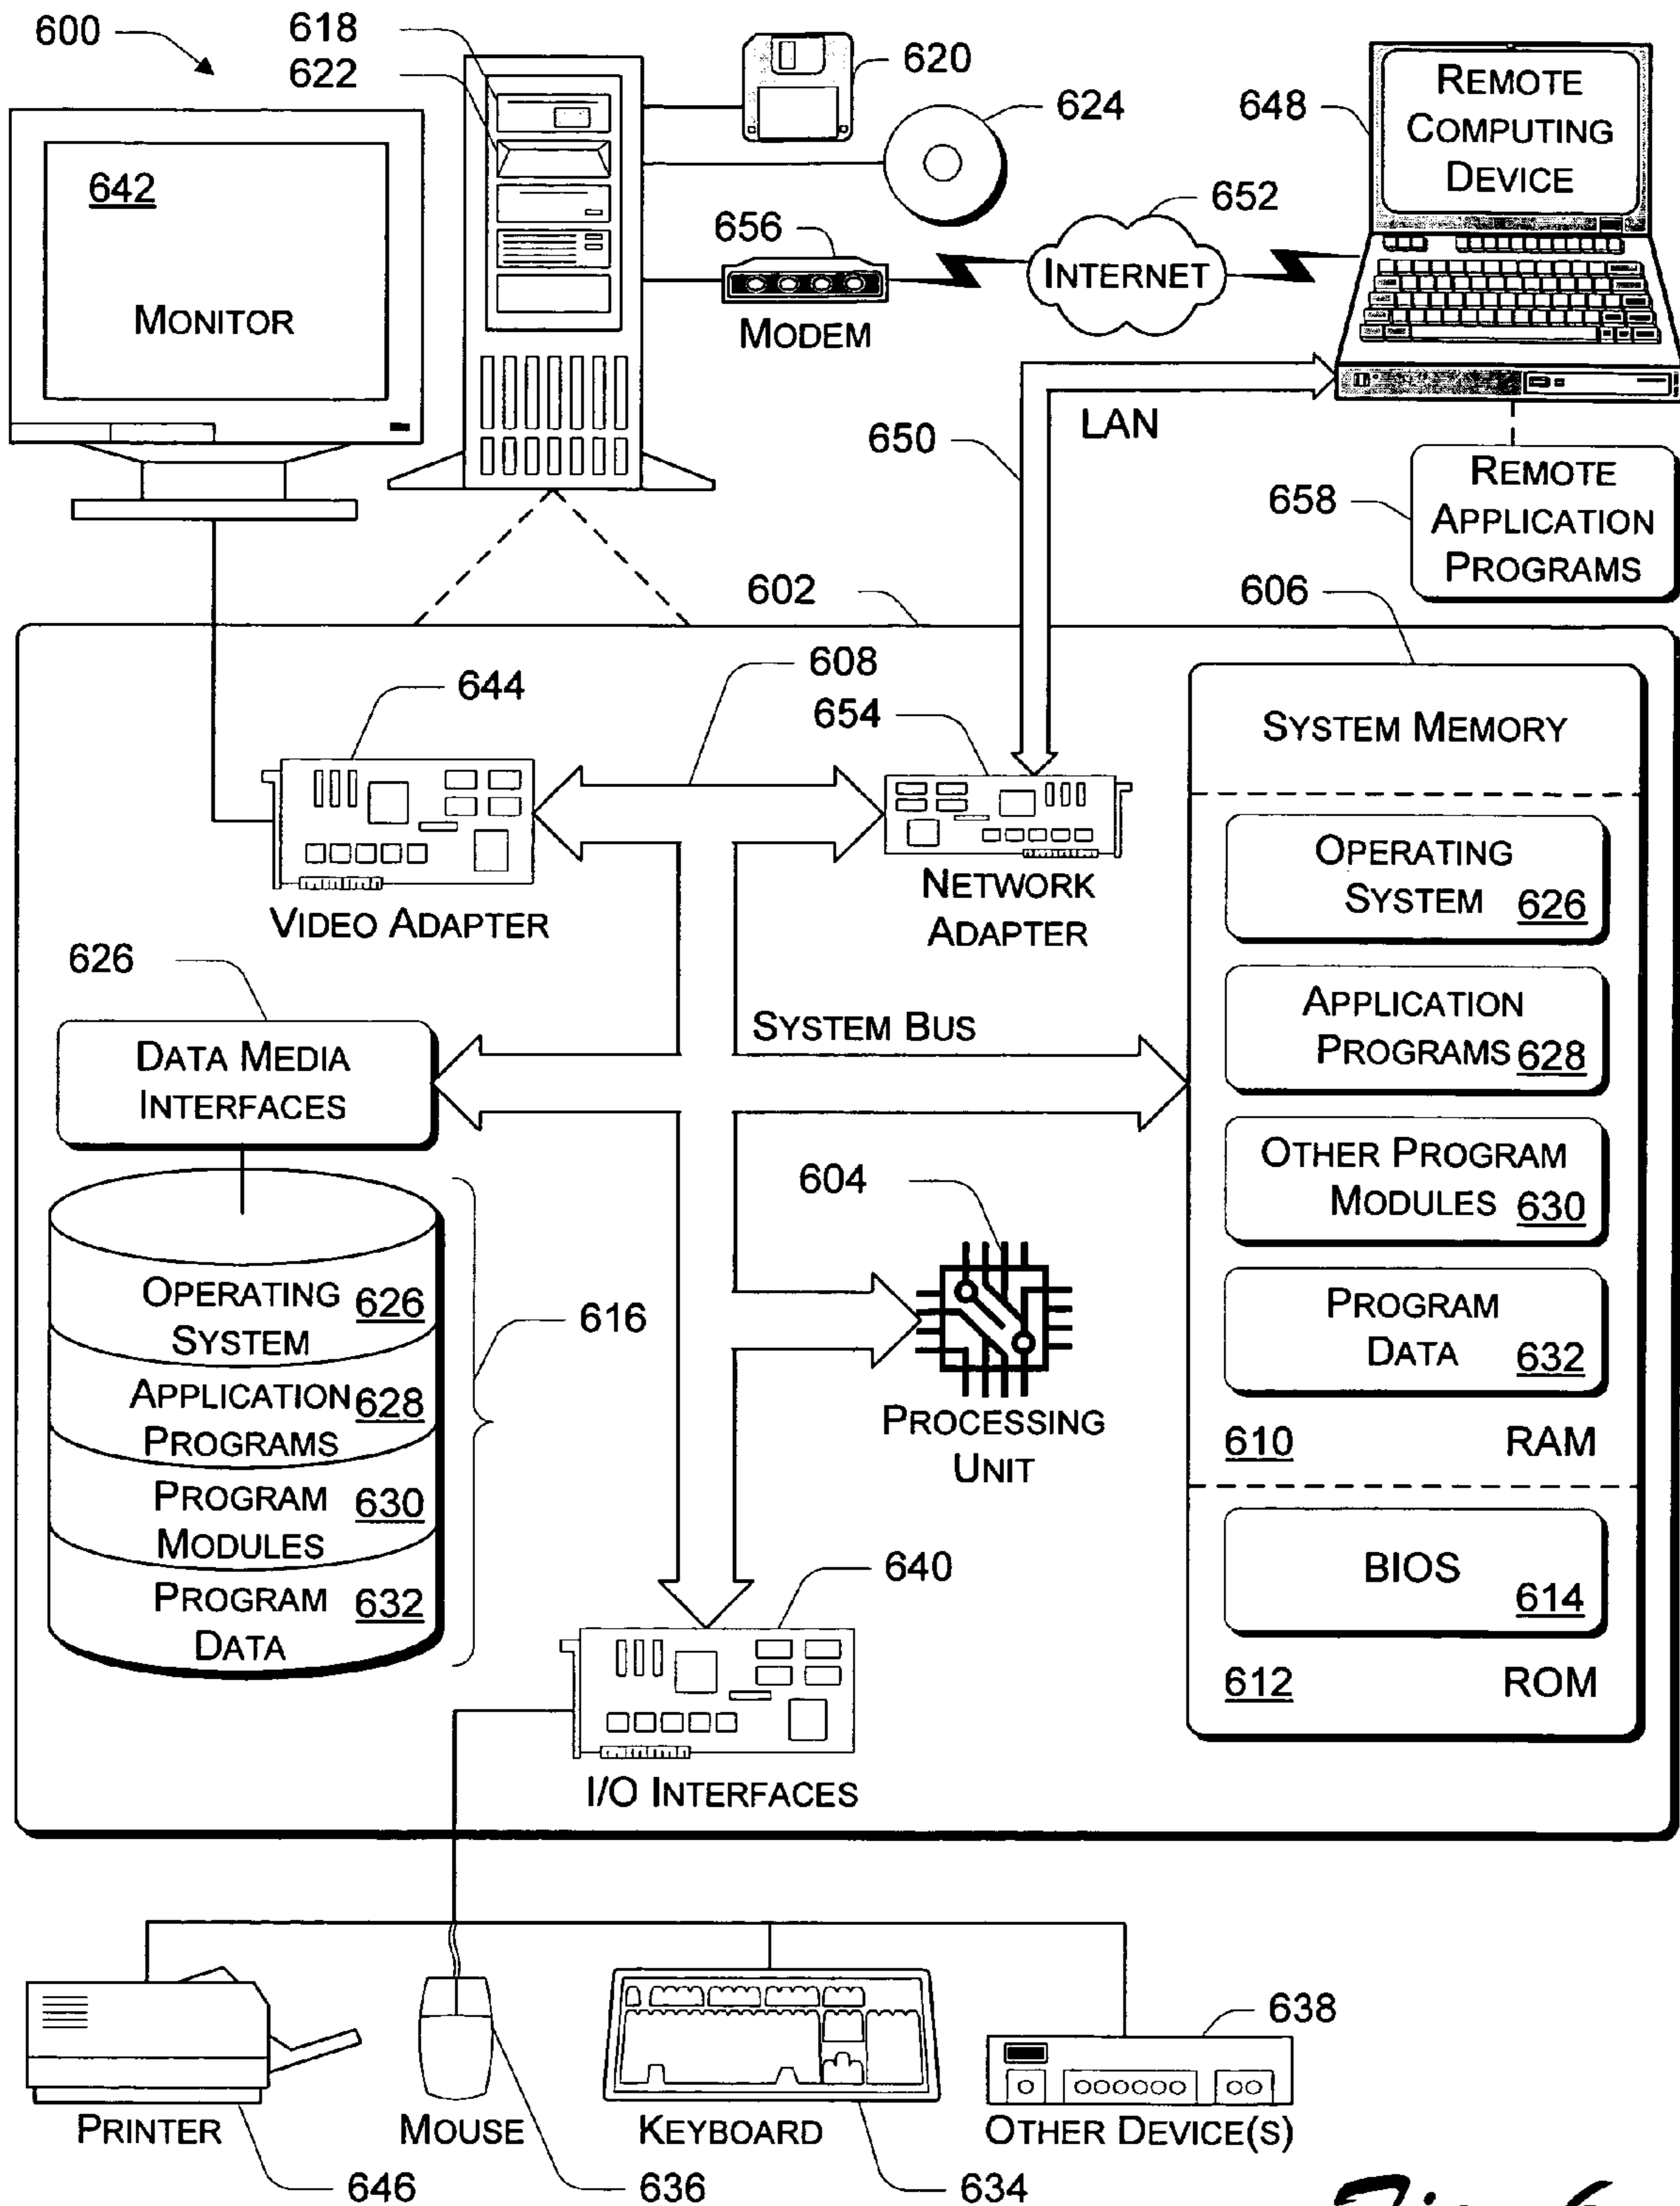 600
618
622
620
624
648
REMOTE
COMPUTING
DEVICE
642
MONITOR
656
MODEM
652
INTERNET
650
LAN
658
REMOTE
APPLICATION
PROGRAMS
602
606
608
644
654
SYSTEM MEMORY
VIDEO ADAPTER
NETWORK
ADAPTER
OPERATING
SYSTEM 626
626
DATA MEDIA
INTERFACES
SYSTEM BUS
APPLICATION
PROGRAMS 628
OTHER PROGRAM
MODULES 630
604
PROCESSING
UNIT
PROGRAM
DATA 632
610 RAM
OPERATING 626
SYSTEM
616
APPLICATION 628
PROGRAMS
PROGRAM 630
MODULES
PROGRAM 632
DATA
BIOS
614
612 ROM
640
I/O INTERFACES
638
PRINTER
MOUSE
KEYBOARD
OTHER DEVICE(S)
646
636
634
Fig. 6